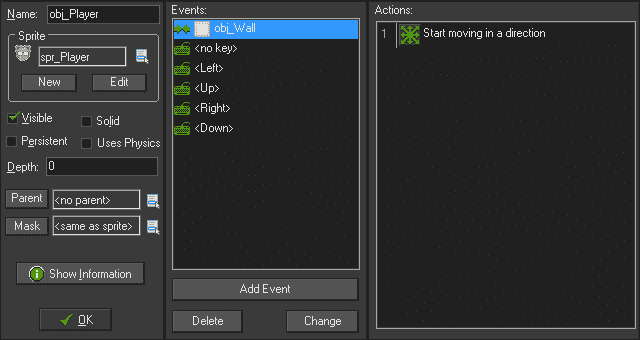 Name: obj_Player
Sprite
spr_Player
New Edit
Visible Solid
Persistent Uses Physics
Depth: 0
Parent <no parent>
Mask <same as sprite>
Show Information
OK
Events:
obj_Wall
<no key>
<Left>
<Up>
<Right>
<Down>
Add Event
Delete Change
Actions:
1 Start moving in a direction